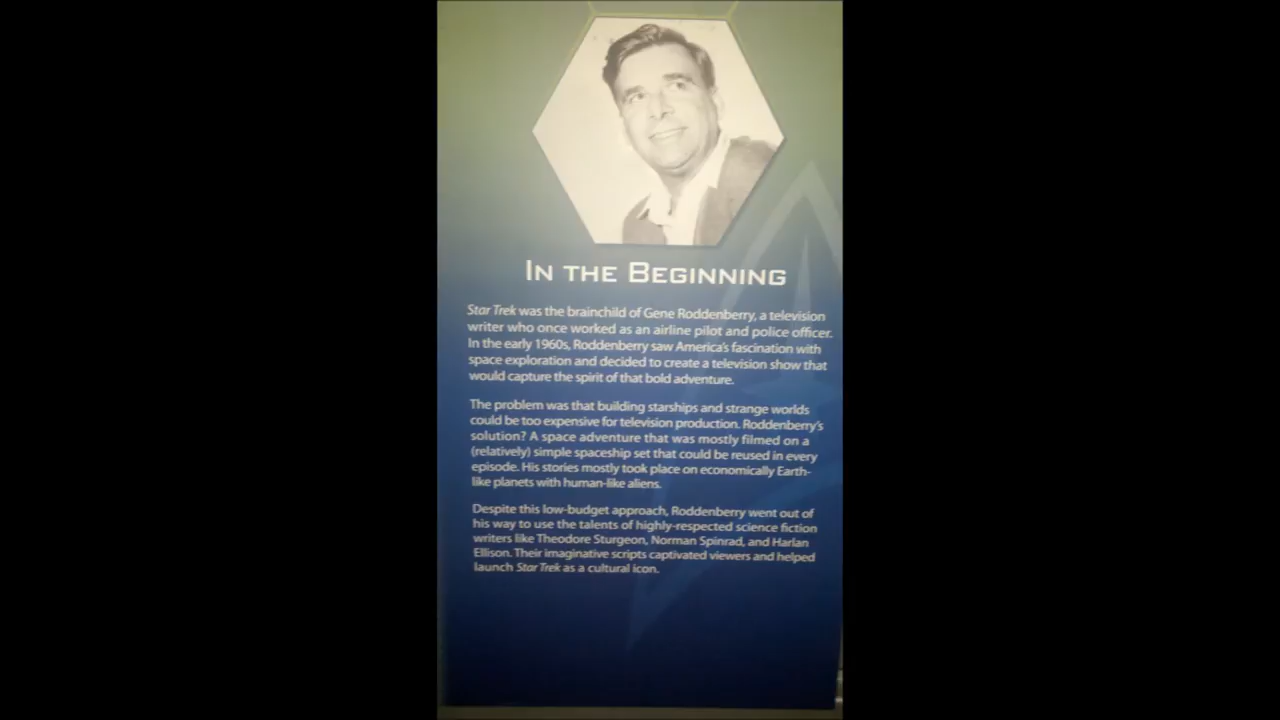 IN THE BEGINNING
Star Trek was the brainchild of Gene Roddenberry, a television
writer who once worked as an airline pilot and police officer.
In the early 1960s, Roddenberry saw America's fascination with
space exploration and decided to create a television show that
would capture the spirit of that bold adventure.
The problem was that building starships and strange worlds
could be too expensive for television production. Roddenberry's
solution? A space adventure that was mostly filmed on a
(relatively) simple spaceship set that could be reused in every
episode. His stories mostly took place on economically Earth-
like planets with human-like aliens.
Despite this low-budget approach, Roddenberry went out of
his way to use the talents of highly-respected science fiction
writers like Theodore Sturgeon, Norman Spinrad, and Harlan
Ellison. Their imaginative scripts captivated viewers and helped
launch Star Trek as a cultural icon.